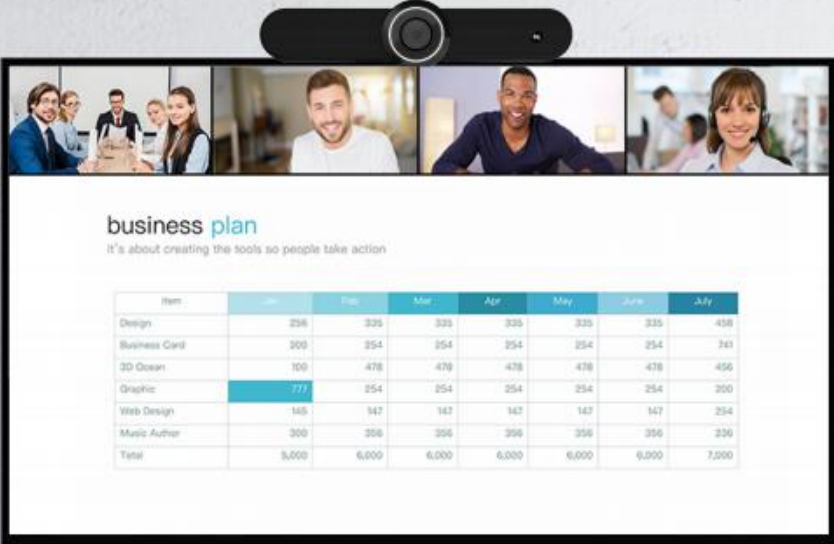 business plan
it's about creating the tools so people take action
Item Jan Feb Mar Apr May June July
Design 256 335 335 335 335 335 458
Business Card 200 254 254 254 254 254 741
3D Ocean 100 478 478 478 478 478 456
Graphic 777 254 254 254 254 254 200
Web Design 145 147 147 147 147 147 254
Music Author 300 356 356 356 356 356 236
Total 5,000 6,000 6,000 6,000 6,000 6,000 7,000